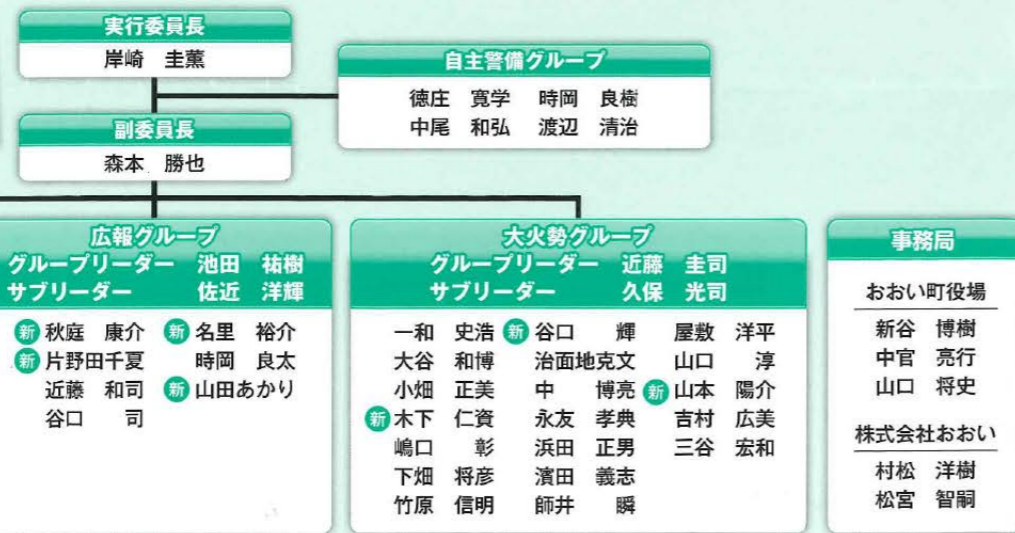 実行委員長
岸崎 圭薫
自主警備グループ
徳庄 寛学 時岡 良樹
中尾 和弘 渡辺 清治
副委員長
森本 勝也
広報グループ
グループリーダー 池田 祐樹
サブリーダー 佐近 洋輝
新 秋庭 康介 新 名里 裕介
新 片野田千夏 時岡 良太
近藤 和司 新 山田あかり
谷口 司
大火勢グループ
グループリーダー 近藤 圭司
サブリーダー 久保 光司
一和 史浩 新 谷口 輝 屋敷 洋平
大谷 和博 治面地克文 山口 淳
小畑 正美 中 博亮 新 山本 陽介
新 木下 仁資 永友 孝典 吉村 広美
嶋口 彰 浜田 正男 三谷 宏和
下畑 将彦 濱田 義志
竹原 信明 師井 瞬
事務局
おおい町役場
新谷 博樹
中官 亮行
山口 将史
株式会社おおい
村松 洋樹
松宮 智嗣